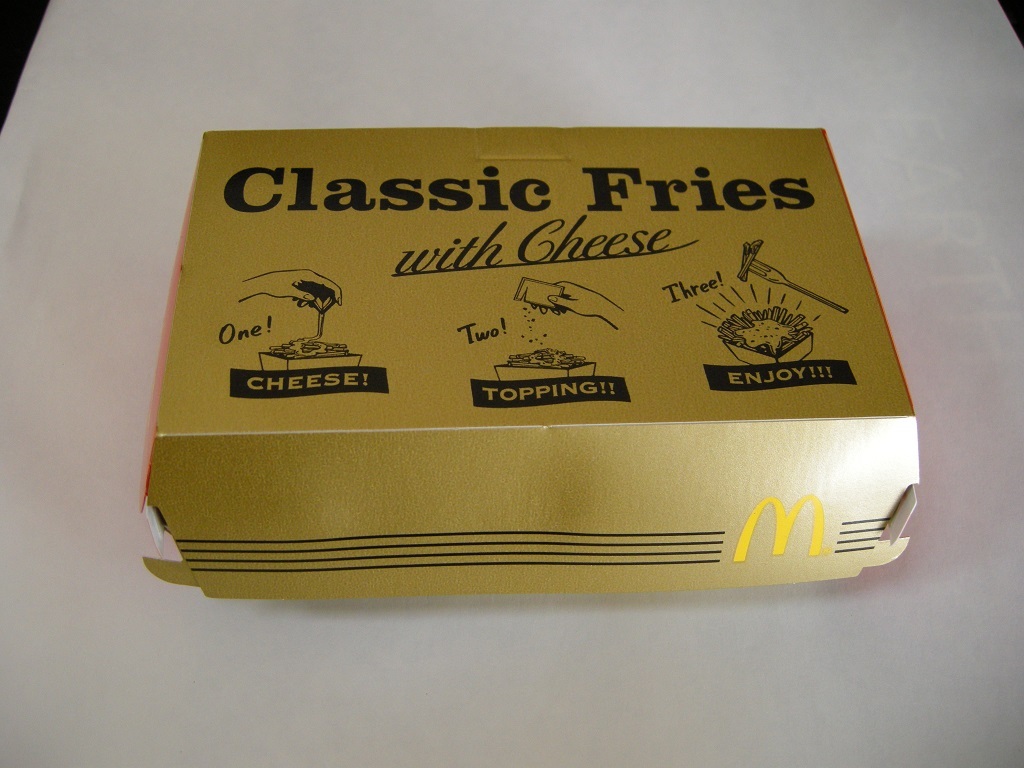 Classic Fries
with Cheese
One!
CHEESE!
Two!
TOPPING!!
Three!
ENJOY!!!
M